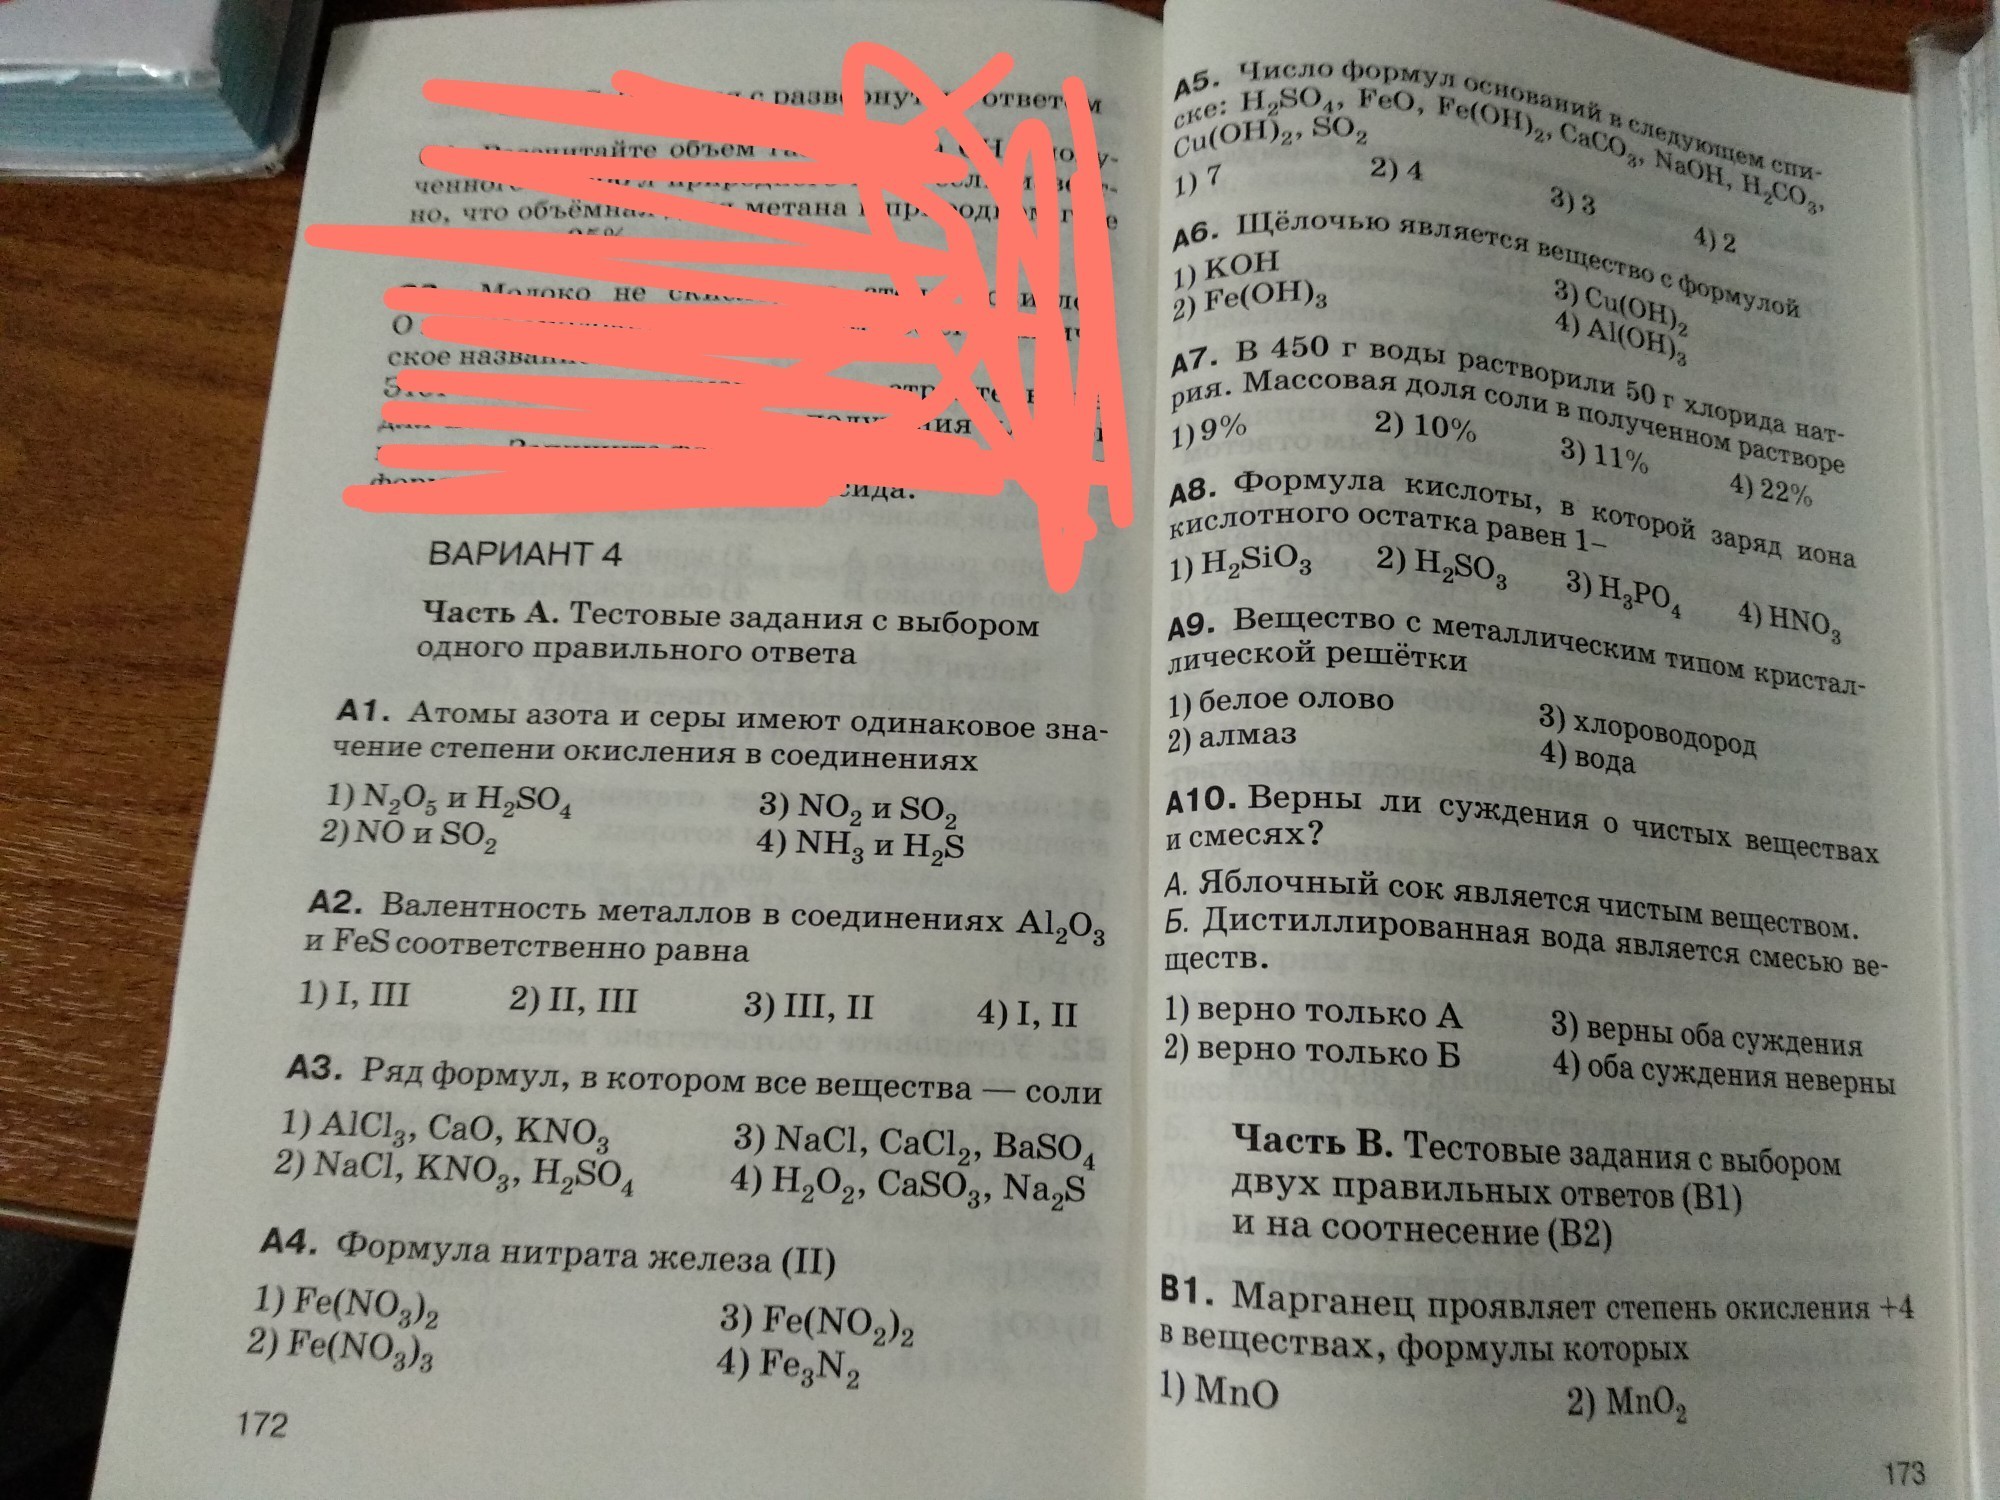 ответом
объем
но, что объёмная метана
Молоко не
ское
ВАРИАНТ 4
Часть А. Тестовые задания с выбором
одного правильного ответа
А1. Атомы азота и серы имеют одинаковое зна-
чение степени окисления в соединениях
1) N₂O₅ и H₂SO₄ 3) NO₂ и SO₂
2) NO и SO₂ 4) NH₃ и H₂S
А2. Валентность металлов в соединениях Al₂O₃
и FeS соответственно равна
1) I, III 2) II, III 3) III, II 4) I, II
А3. Ряд формул, в котором все вещества — соли
1) AlCl₃, CaO, KNO₃ 3) NaCl, CaCl₂, BaSO₄
2) NaCl, KNO₃, H₂SO₄ 4) H₂O₂, CaSO₃, Na₂S
А4. Формула нитрата железа (II)
1) Fe(NO₃)₂ 3) Fe(NO₂)₂
2) Fe(NO₃)₃ 4) Fe₃N₂
172
А5. Число формул оснований в следующем спи-
ске: H₂SO₄, FeO, Fe(OH)₂, CaCO₃, NaOH, H₂CO₃,
Cu(OH)₂, SO₂
1) 7 2) 4 3) 3 4) 2
А6. Щёлочью является вещество с формулой
1) KOH 3) Cu(OH)₂
2) Fe(OH)₃ 4) Al(OH)₃
А7. В 450 г воды растворили 50 г хлорида нат-
рия. Массовая доля соли в полученном растворе
1) 9% 2) 10% 3) 11% 4) 22%
А8. Формула кислоты, в которой заряд иона
кислотного остатка равен 1–
1) H₂SiO₃ 2) H₂SO₃ 3) H₃PO₄ 4) HNO₃
А9. Вещество с металлическим типом кристал-
лической решётки
1) белое олово 3) хлороводород
2) алмаз 4) вода
А10. Верны ли суждения о чистых веществах
и смесях?
А. Яблочный сок является чистым веществом.
Б. Дистиллированная вода является смесью ве-
ществ.
1) верно только А 3) верны оба суждения
2) верно только Б 4) оба суждения неверны
Часть В. Тестовые задания с выбором
двух правильных ответов (В1)
и на соотнесение (В2)
В1. Марганец проявляет степень окисления +4
в веществах, формулы которых
1) MnO 2) MnO₂
173